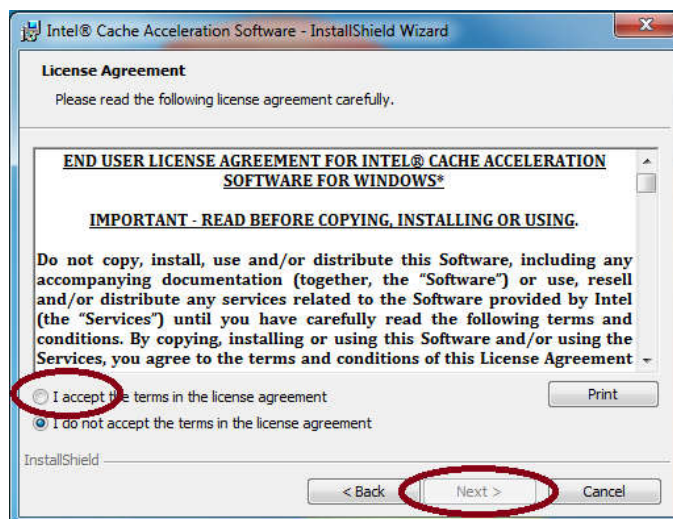 Intel® Cache Acceleration Software - InstallShield Wizard
License Agreement
Please read the following license agreement carefully.
END USER LICENSE AGREEMENT FOR INTEL® CACHE ACCELERATION
SOFTWARE FOR WINDOWS*
IMPORTANT - READ BEFORE COPYING, INSTALLING OR USING.
Do not copy, install, use and/or distribute this Software, including any
accompanying documentation (together, the “Software”) or use, resell
and/or distribute any services related to the Software provided by Intel
(the “Services”) until you have carefully read the following terms and
conditions. By copying, installing or using this Software and/or using the
Services, you agree to the terms and conditions of this License Agreement
I accept the terms in the license agreement
Print
I do not accept the terms in the license agreement
InstallShield
< Back
Next >
Cancel